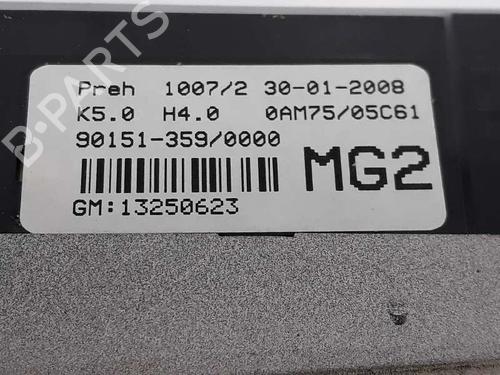 Preh 1007/2 30-01-2008
K5.0 H4.0 0AM75/05C61
90151-359/0000
MG2
GM:13250623
B-PARTS